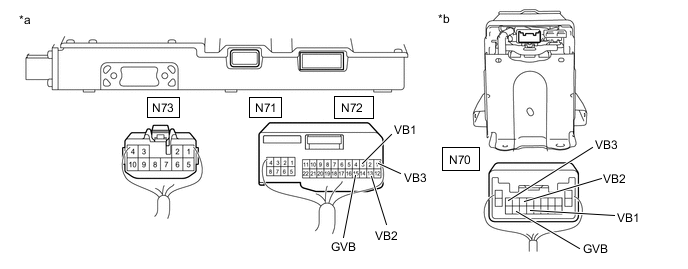 *a
*b
N73
N71
N72
VB1
VB3
4 3 2 1
10 9 8 7 6 5
4 3 2 1
8 7 6 5
11 10 9 8 7 6 5 4 3 2 1
22 21 20 19 18 17 16 15 14 13 12
VB2
GVB
N70
VB3
VB2
VB1
GVB